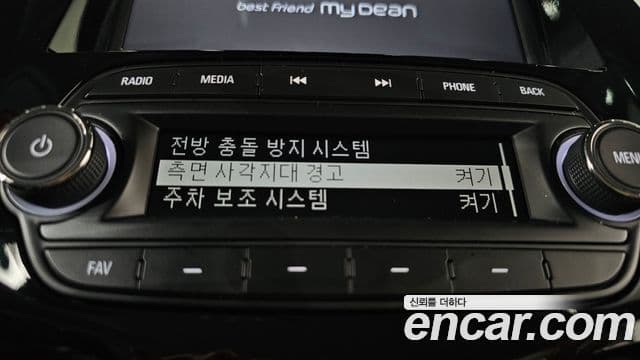 best Friend mydean
RADIO MEDIA PHONE BACK
전방 충돌 방지 시스템
측면 사각지대 경고 켜기
MENU
주차 보조 시스템 켜기
FAV
신뢰를 더하다
encar.com